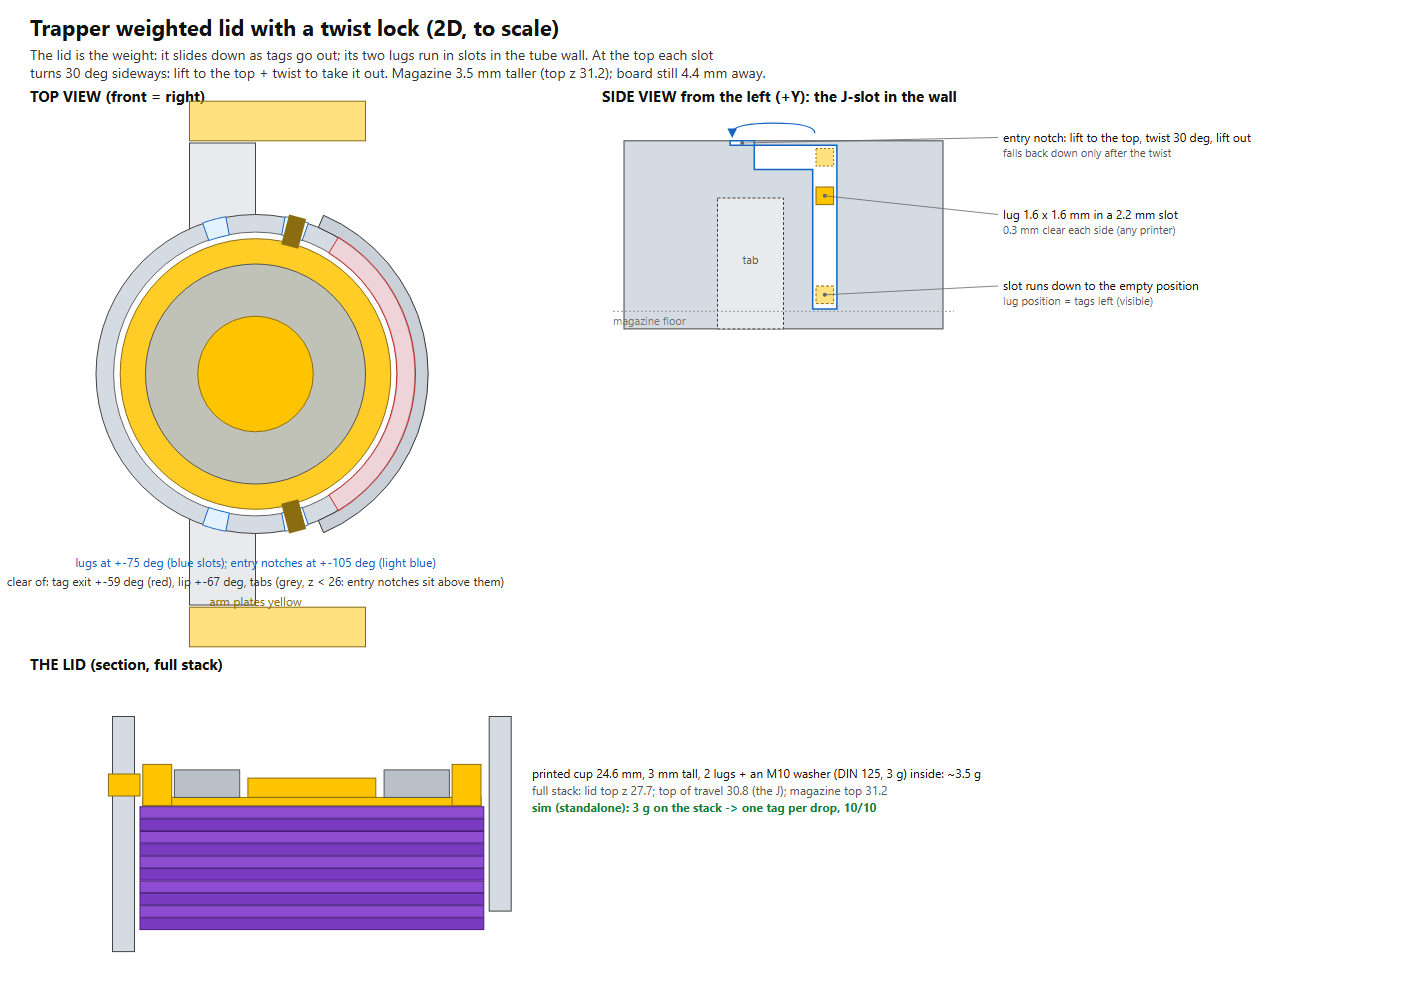 Trapper weighted lid with a twist lock (2D, to scale)
The lid is the weight: it slides down as tags go out; its two lugs run in slots in the tube wall. At the top each slot
turns 30 deg sideways: lift to the top + twist to take it out. Magazine 3.5 mm taller (top z 31.2); board still 4.4 mm away.
TOP VIEW (front = right)
SIDE VIEW from the left (+Y): the J-slot in the wall
entry notch: lift to the top, twist 30 deg, lift out
falls back down only after the twist
lug 1.6 x 1.6 mm in a 2.2 mm slot
0.3 mm clear each side (any printer)
tab
slot runs down to the empty position
lug position = tags left (visible)
magazine floor
lugs at +-75 deg (blue slots); entry notches at +-105 deg (light blue)
clear of: tag exit +-59 deg (red), lip +-67 deg, tabs (grey, z < 26: entry notches sit above them)
arm plates yellow
THE LID (section, full stack)
printed cup 24.6 mm, 3 mm tall, 2 lugs + an M10 washer (DIN 125, 3 g) inside: ~3.5 g
full stack: lid top z 27.7; top of travel 30.8 (the J); magazine top 31.2
sim (standalone): 3 g on the stack -> one tag per drop, 10/10